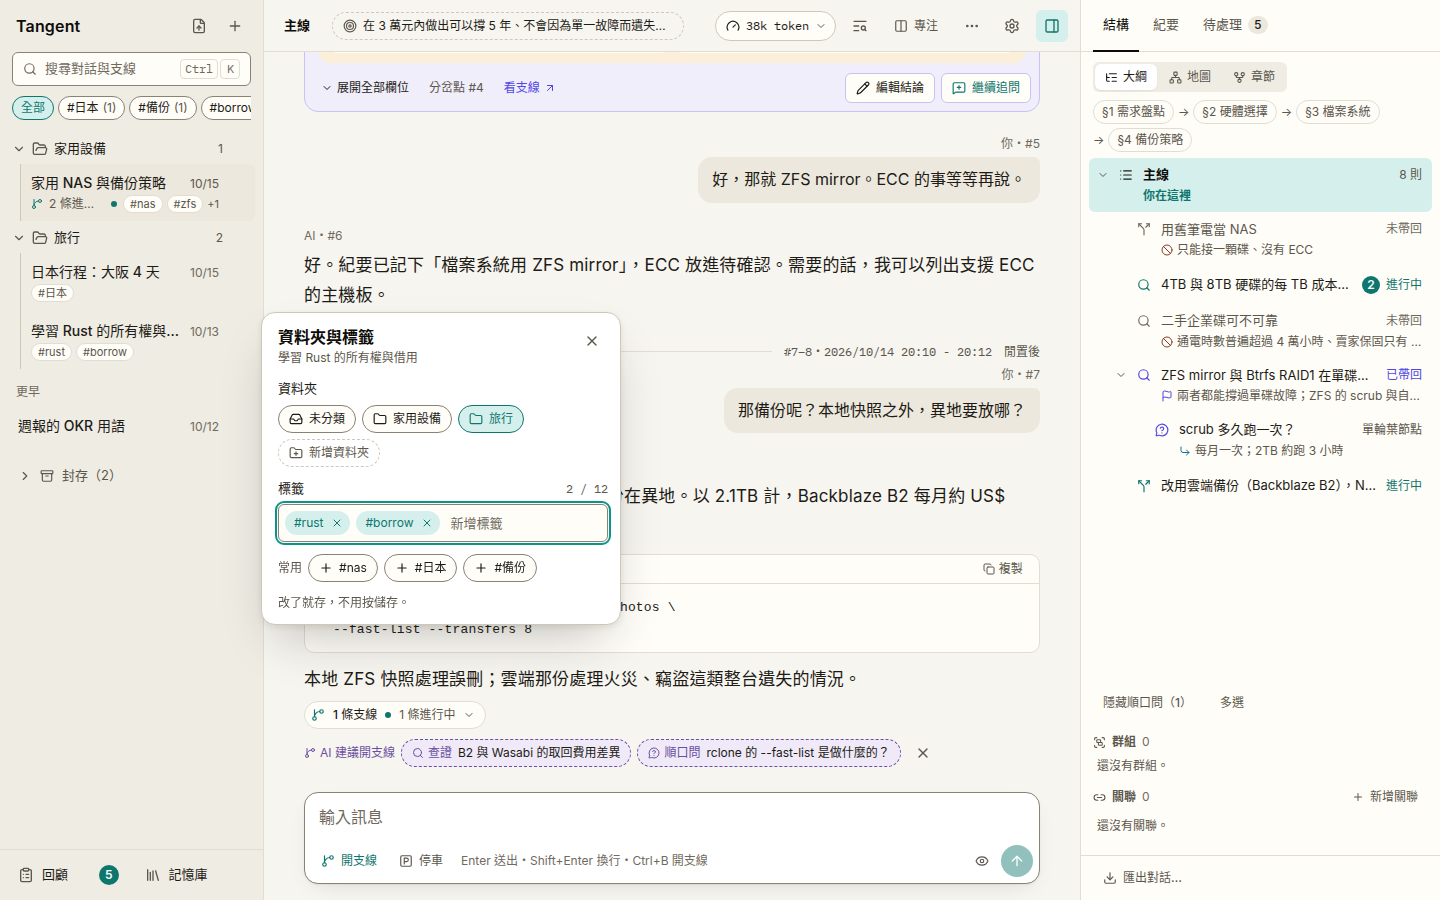 Tangent
搜尋對話與支線
Ctrl K
全部
#日本 (1)
#備份 (1)
#borrow
家用設備
1
家用 NAS 與備份策略
10/15
2 條進...
#nas
#zfs
+1
旅行
2
日本行程：大阪 4 天
10/15
#日本
學習 Rust 的所有權與...
10/13
#rust
#borrow
更早
週報的 OKR 用語
10/12
封存（2）
回顧
5
記憶庫
主線
在 3 萬元內做出可以撐 5 年、不會因為單一故障而遺失...
38k token
專注
展開全部欄位
分岔點 #4
看支線
編輯結論
繼續追問
你・#5
好，那就 ZFS mirror。ECC 的事等等再說。
AI・#6
好。紀要已記下「檔案系統用 ZFS mirror」，ECC 放進待確認。需要的話，我可以列出支援 ECC
的主機板。
#7–8・2026/10/14 20:10 - 20:12
閒置後
你・#7
那備份呢？本地快照之外，異地要放哪？
在異地。以 2.1TB 計，Backblaze B2 每月約 US$
複製
hotos \
--fast-list --transfers 8
本地 ZFS 快照處理誤刪；雲端那份處理火災、竊盜這類整台遺失的情況。
1 條支線
1 條進行中
AI 建議開支線
查證 B2 與 Wasabi 的取回費用差異
順口問 rclone 的 --fast-list 是做什麼的？
輸入訊息
開支線
停車
Enter 送出・Shift+Enter 換行・Ctrl+B 開支線
資料夾與標籤
學習 Rust 的所有權與借用
資料夾
未分類
家用設備
旅行
新增資料夾
標籤
2 / 12
#rust
#borrow
新增標籤
常用
#nas
#日本
#備份
改了就存，不用按儲存。
結構
紀要
待處理
5
大綱
地圖
章節
§1 需求盤點
→
§2 硬體選擇
→
§3 檔案系統
→
§4 備份策略
主線
8 則
你在這裡
用舊筆電當 NAS
未帶回
只能接一顆碟、沒有 ECC
4TB 與 8TB 硬碟的每 TB 成本...
2
進行中
二手企業碟可不可靠
未帶回
通電時數普遍超過 4 萬小時、賣家保固只有 ...
ZFS mirror 與 Btrfs RAID1 在單碟...
已帶回
兩者都能撐過單碟故障；ZFS 的 scrub 與自...
scrub 多久跑一次？
單輪葉節點
每月一次；2TB 約跑 3 小時
改用雲端備份（Backblaze B2），N...
進行中
隱藏順口問（1）
多選
群組 0
還沒有群組。
關聯 0
新增關聯
還沒有關聯。
匯出對話...